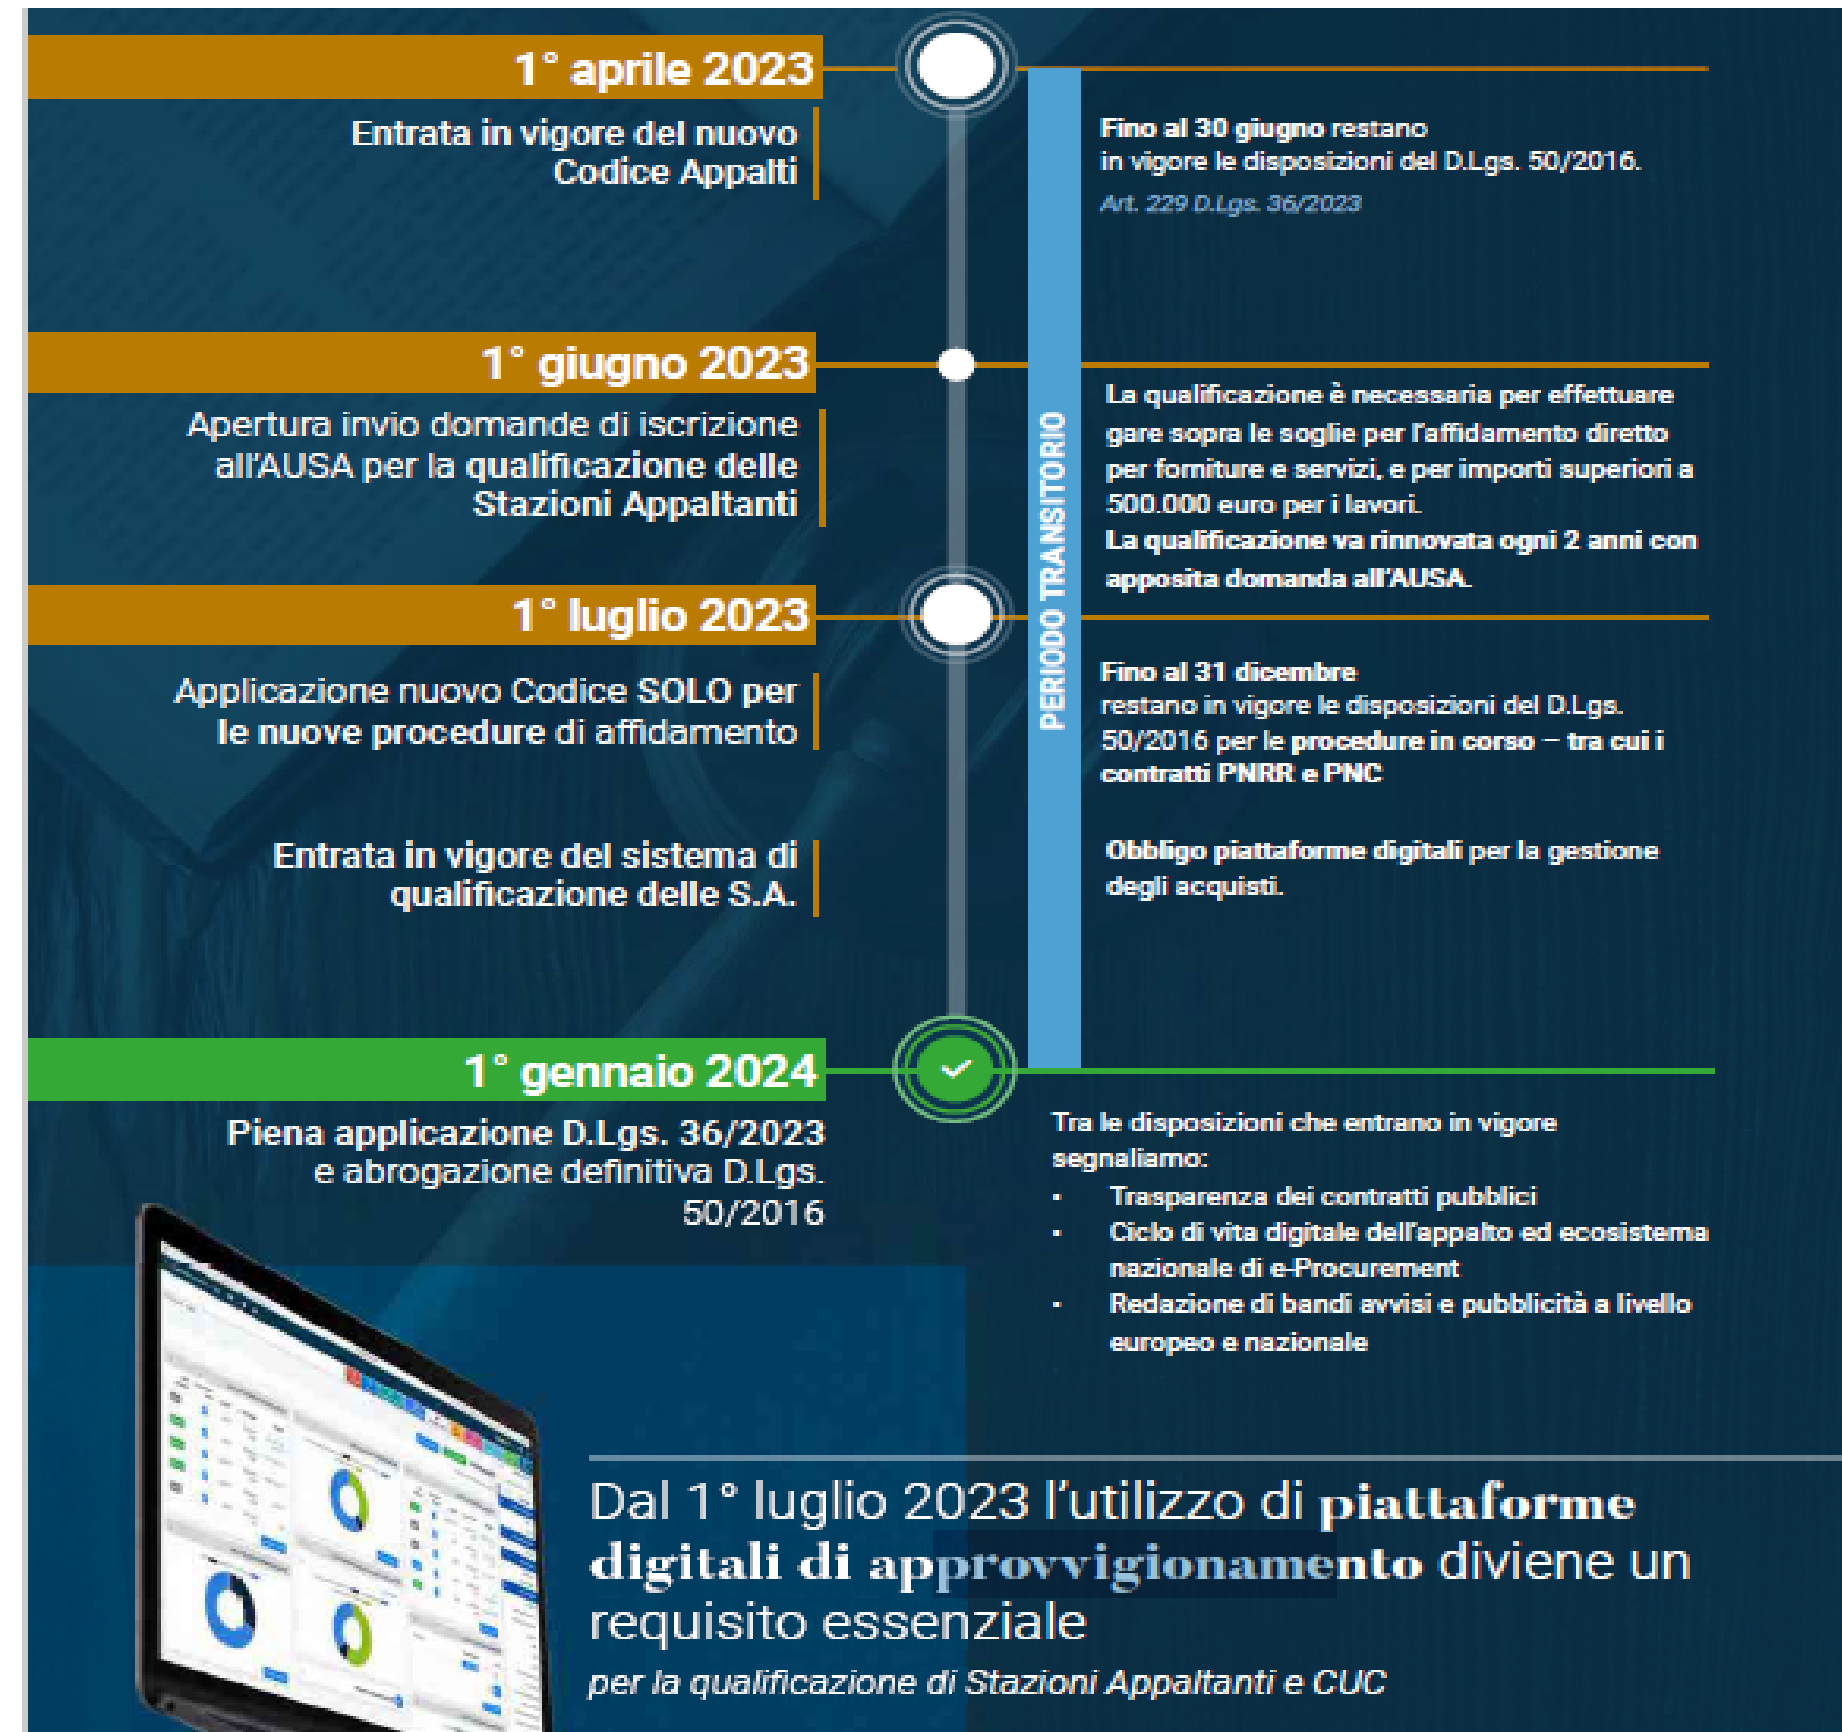 1° aprile 2023
Entrata in vigore del nuovo
Codice Appalti
Fino al 30 giugno restano
in vigore le disposizioni del D.Lgs. 50/2016.
Art. 229 D.Lgs. 36/2023
PERIODO TRANSITORIO
1° giugno 2023
Apertura invio domande di iscrizione
all'AUSA per la qualificazione delle
Stazioni Appaltanti
La qualificazione è necessaria per effettuare
gare sopra le soglie per l'affidamento diretto
per forniture e servizi, e per importi superiori a
500.000 euro per i lavori.
La qualificazione va rinnovata ogni 2 anni con
apposita domanda all'AUSA.
1° luglio 2023
Applicazione nuovo Codice SOLO per
le nuove procedure di affidamento
Fino al 31 dicembre
restano in vigore le disposizioni del D.Lgs.
50/2016 per le procedure in corso – tra cui i
contratti PNRR e PNC
Entrata in vigore del sistema di
qualificazione delle S.A.
Obbligo piattaforme digitali per la gestione
degli acquisti.
1° gennaio 2024
Piena applicazione D.Lgs. 36/2023
e abrogazione definitiva D.Lgs.
50/2016
Tra le disposizioni che entrano in vigore
segnaliamo:
• Trasparenza dei contratti pubblici
• Ciclo di vita digitale dell'appalto ed ecosistema
nazionale di e-Procurement
• Redazione di bandi avvisi e pubblicità a livello
europeo e nazionale
Dal 1° luglio 2023 l'utilizzo di piattaforme
digitali di approvvigionamento diviene un
requisito essenziale
per la qualificazione di Stazioni Appaltanti e CUC